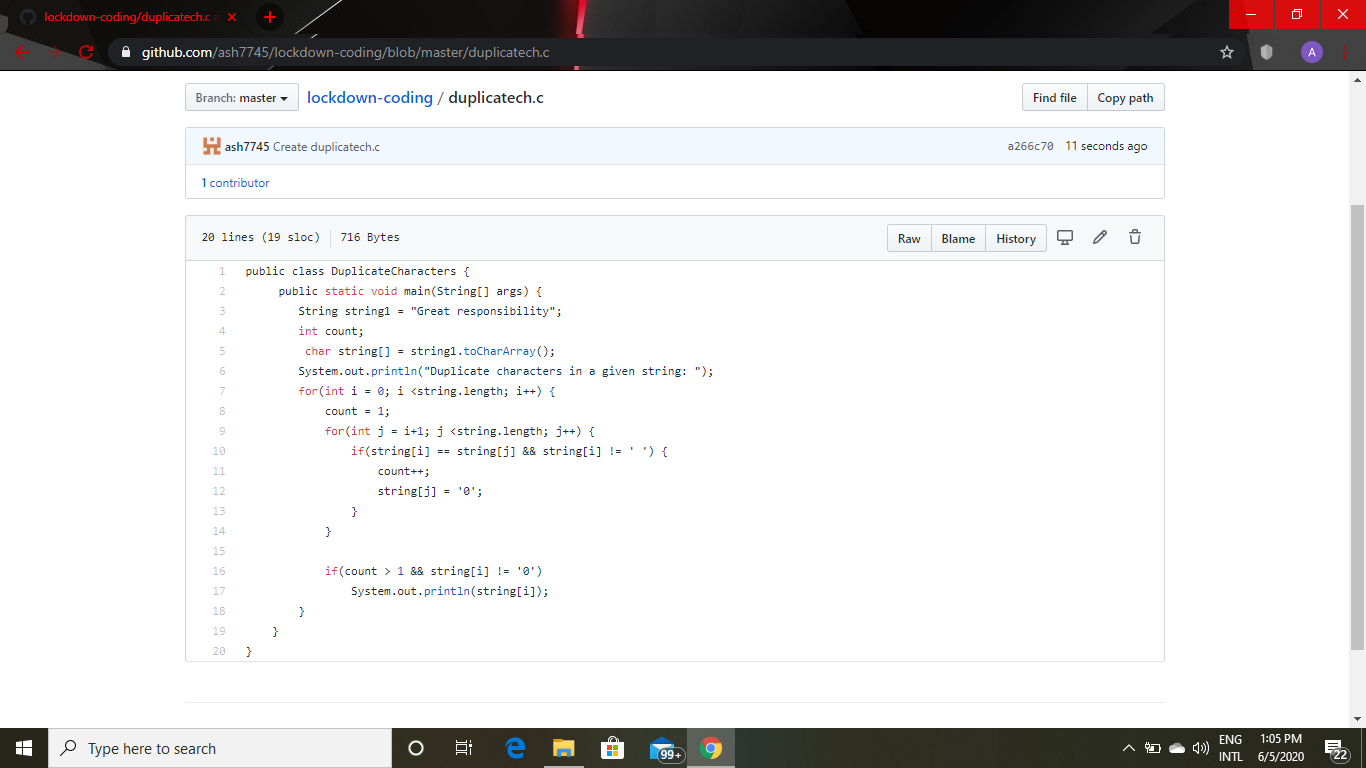 lockdown-coding/duplicatech.c
github.com/ash7745/lockdown-coding/blob/master/duplicatech.c
A
Branch: master
lockdown-coding / duplicatech.c
Find file
Copy path
ash7745 Create duplicatech.c
a266c70 11 seconds ago
1 contributor
20 lines (19 sloc) 716 Bytes
Raw Blame History
1 public class DuplicateCharacters {
2 public static void main(String[] args) {
3 String string1 = "Great responsibility";
4 int count;
5 char string[] = string1.toCharArray();
6 System.out.println("Duplicate characters in a given string: ");
7 for(int i = 0; i <string.length; i++) {
8 count = 1;
9 for(int j = i+1; j <string.length; j++) {
10 if(string[i] == string[j] && string[i] != ' ') {
11 count++;
12 string[j] = '0';
13 }
14 }
15
16 if(count > 1 && string[i] != '0')
17 System.out.println(string[i]);
18 }
19 }
20 }
Type here to search
99+
ENG
INTL
1:05 PM
6/5/2020
22